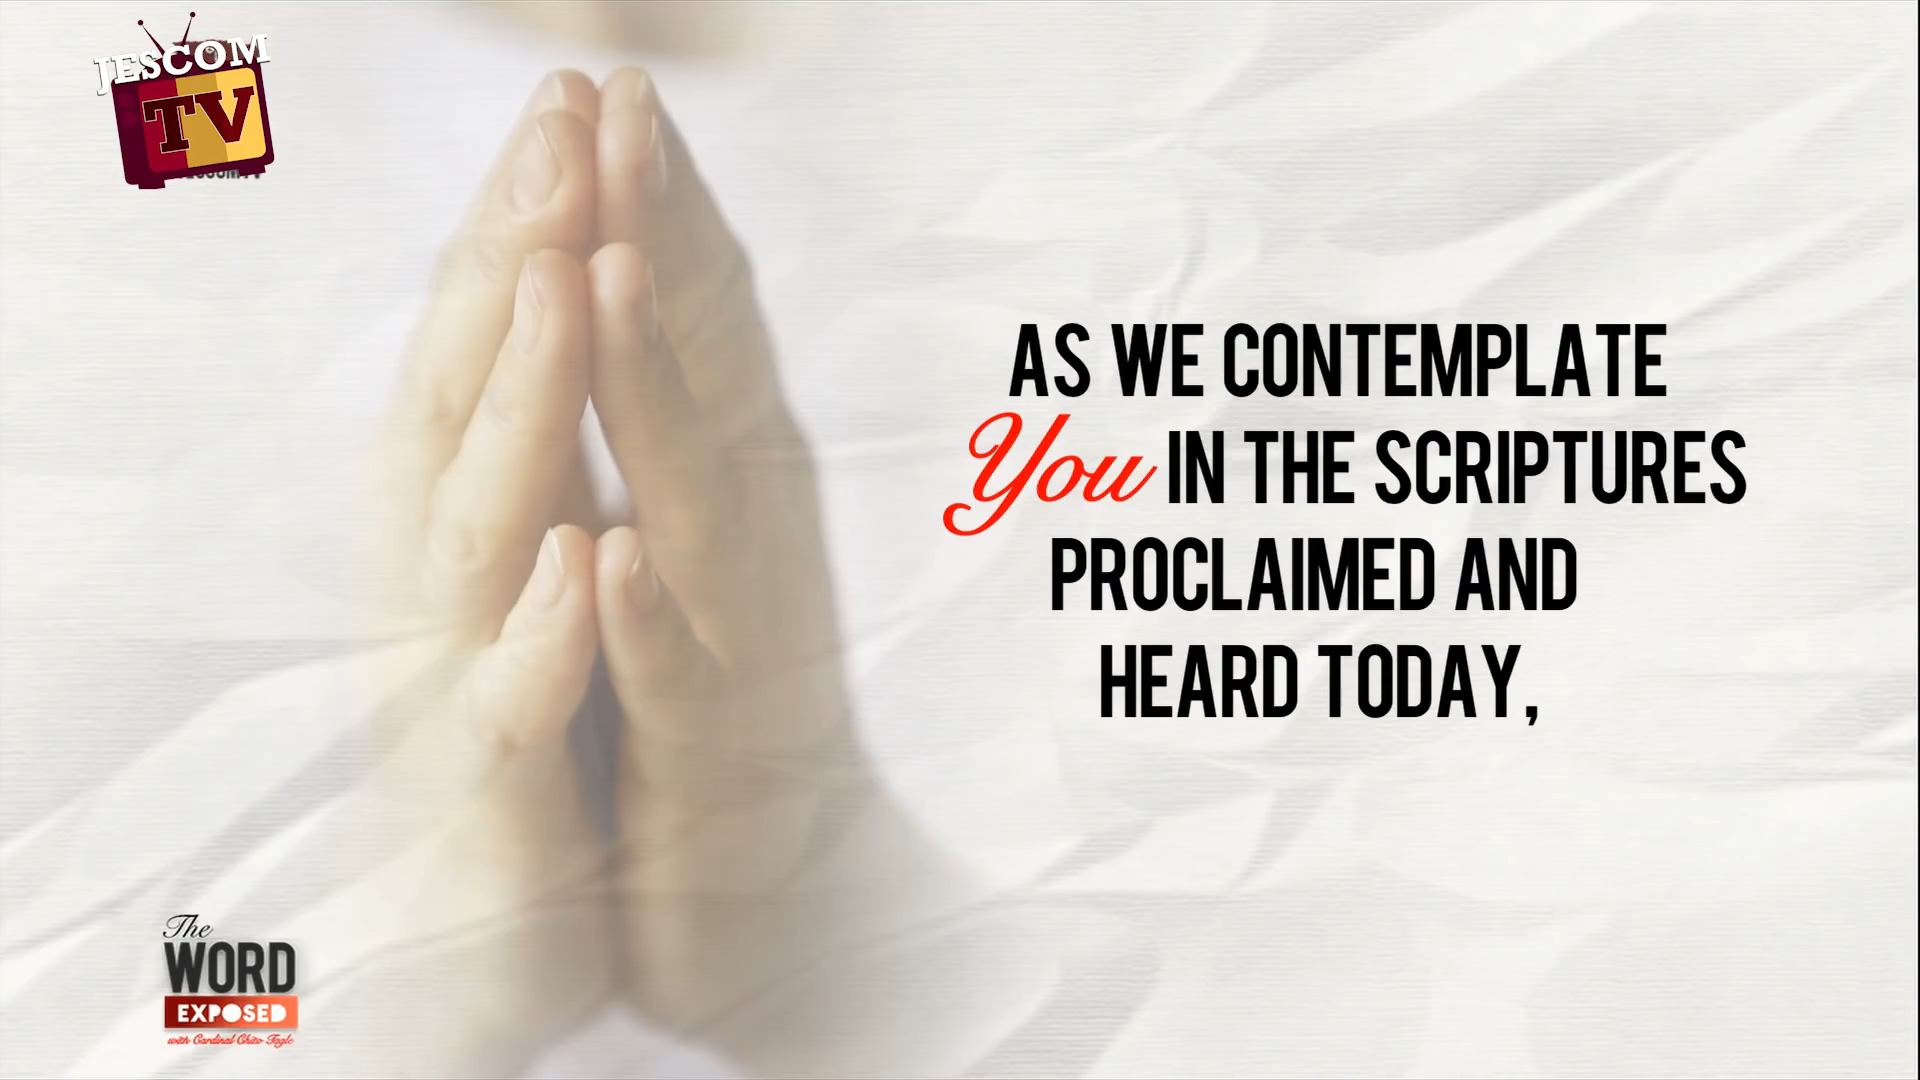 JESCOM
TV
AS WE CONTEMPLATE
You IN THE SCRIPTURES
PROCLAIMED AND
HEARD TODAY,
The
WORD
EXPOSED
with Cardinal Chito Tagle